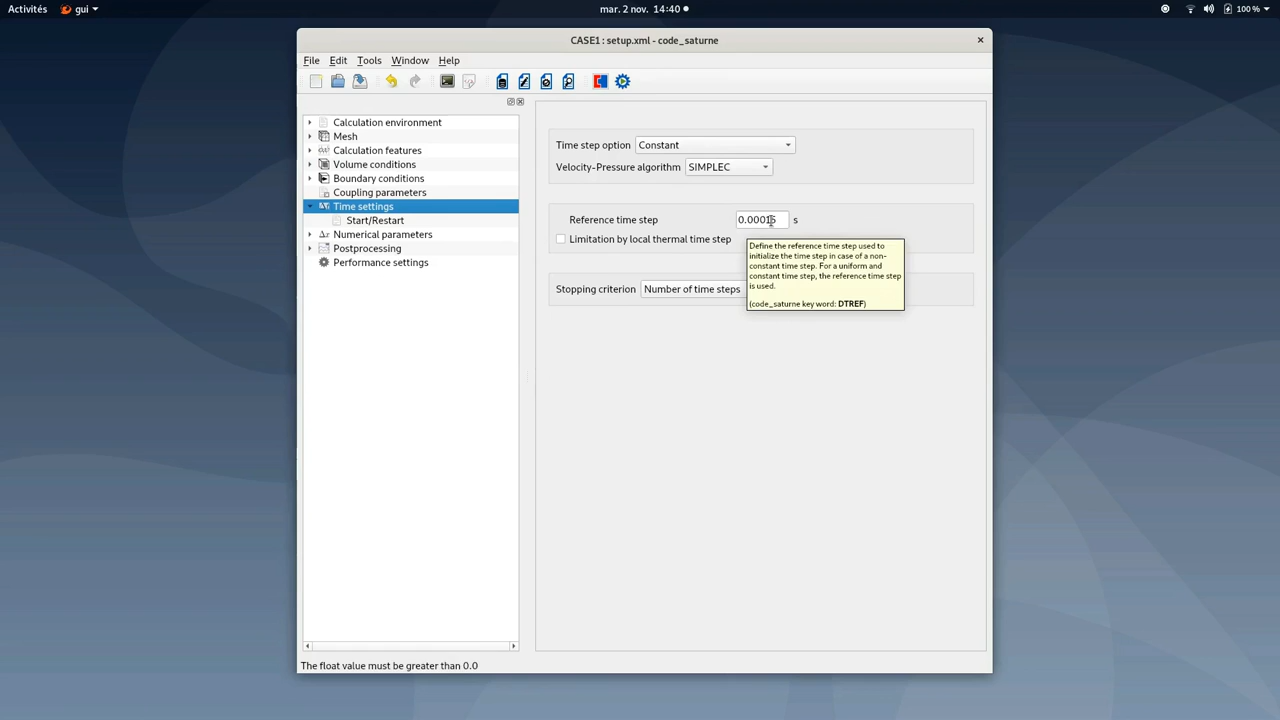 Activités gui mar. 2 nov. 14:40 100 %
CASE1 : setup.xml - code_saturne
File Edit Tools Window Help
Calculation environment
Mesh
Calculation features
Volume conditions
Boundary conditions
Coupling parameters
Time settings
Start/Restart
Numerical parameters
Postprocessing
Performance settings
Time step option Constant
Velocity-Pressure algorithm SIMPLEC
Reference time step 0.00015 s
Limitation by local thermal time step
Define the reference time step used to
initialize the time step in case of a non-
constant time step. For a uniform and
constant time step, the reference time step
is used.
(code_saturne key word: DTREF)
Stopping criterion Number of time steps
The float value must be greater than 0.0